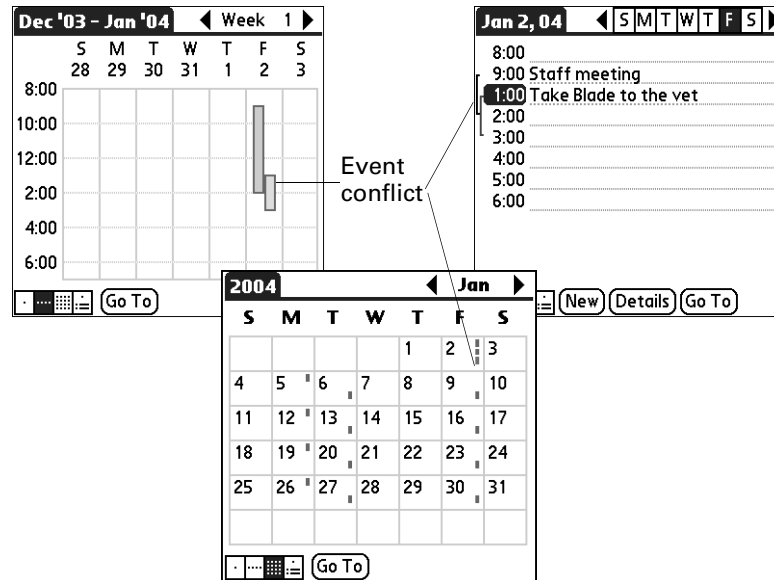 Dec '03 – Jan '04 Week 1
S M T W T F S
28 29 30 31 1 2 3
8:00
10:00
12:00
2:00
4:00
6:00
Go To
Event
conflict
Jan 2, 04 S M T W T F S
8:00
9:00 Staff meeting
1:00 Take Blade to the vet
2:00
3:00
4:00
5:00
6:00
New Details Go To
2004 Jan
S M T W T F S
1 2 3
4 5 6 7 8 9 10
11 12 13 14 15 16 17
18 19 20 21 22 23 24
25 26 27 28 29 30 31
Go To